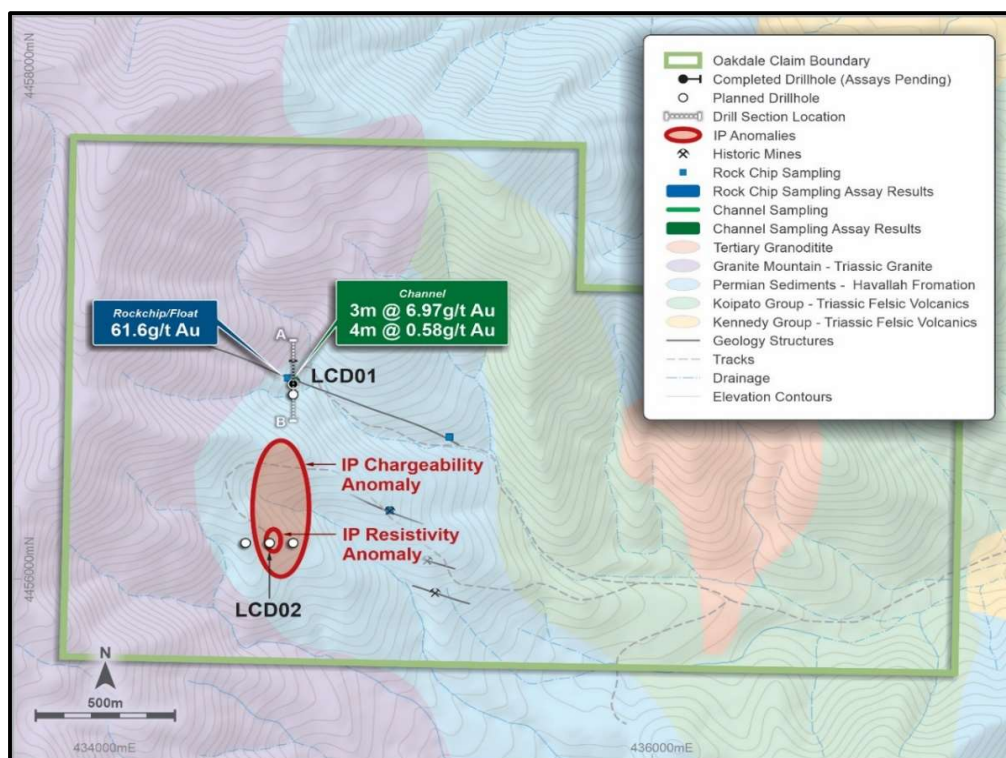 4458000mN
Oakdale Claim Boundary
Completed Drillhole (Assays Pending)
Planned Drillhole
Drill Section Location
IP Anomalies
Historic Mines
Rock Chip Sampling
Rock Chip Sampling Assay Results
Channel Sampling
Channel Sampling Assay Results
Tertiary Granoditite
Granite Mountain - Triassic Granite
Permian Sediments - Havallah Fromation
Koipato Group - Triassic Felsic Volcanics
Kennedy Group - Triassic Felsic Volcanics
Geology Structures
Tracks
Drainage
Elevation Contours
Rockchip/Float
61.6g/t Au
Channel
3m @ 6.97g/t Au
4m @ 0.58g/t Au
A
LCD01
B
IP Chargeability
Anomaly
IP Resistivity
Anomaly
LCD02
4456000mN
N
500m
434000mE
436000mE